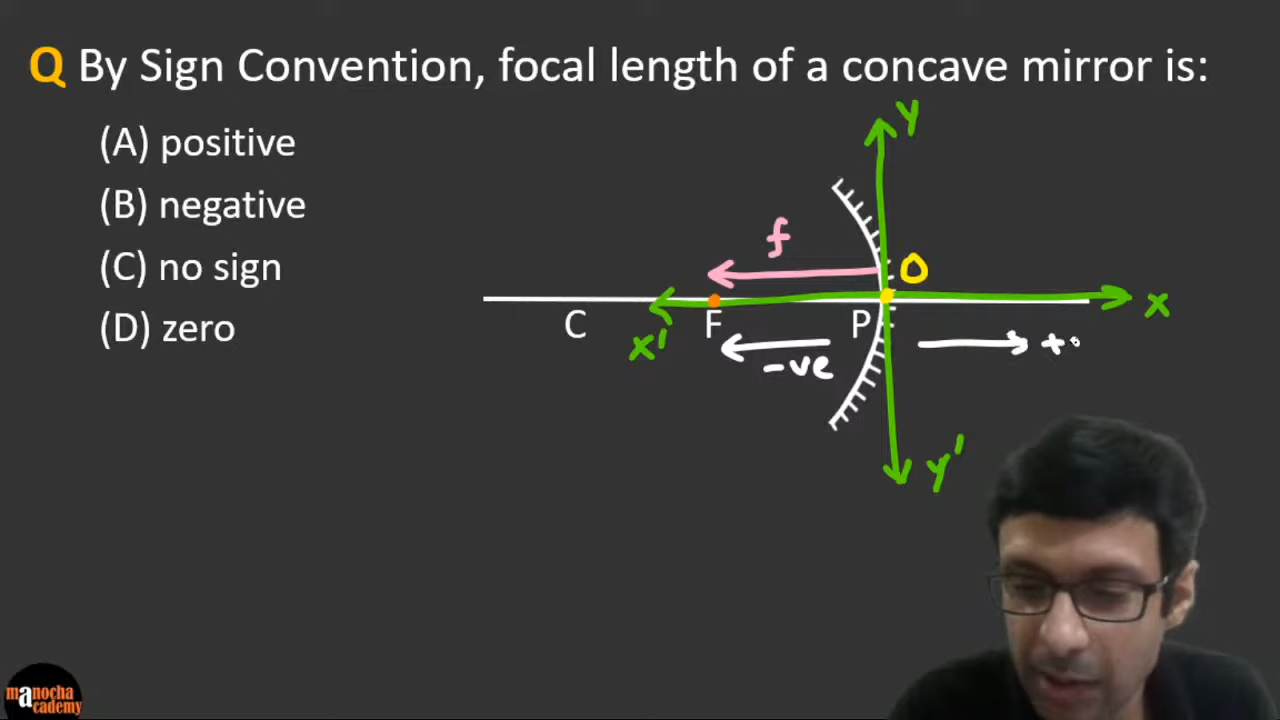 Q By Sign Convention, focal length of a concave mirror is:
(A) positive
(B) negative
(C) no sign
(D) zero
y
f
O
C
F
P
x
x'
-ve
+
y'
manocha
academy